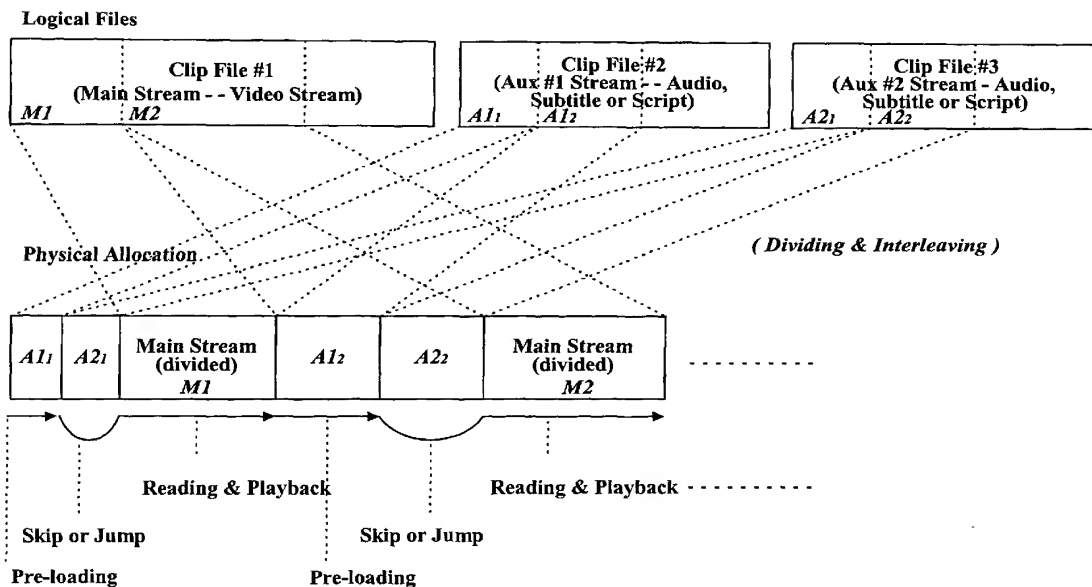 Logical Files
Clip File #1
(Main Stream - - Video Stream)
M1
M2
Clip File #2
(Aux #1 Stream - - Audio,
Subtitle or Script)
A1₁
A1₂
Clip File #3
(Aux #2 Stream - Audio,
Subtitle or Script)
A2₁
A2₂
Physical Allocation
( Dividing & Interleaving )
A1₁
A2₁
Main Stream
(divided)
M1
A1₂
A2₂
Main Stream
(divided)
M2
Reading & Playback
Reading & Playback
Skip or Jump
Skip or Jump
Pre-loading
Pre-loading